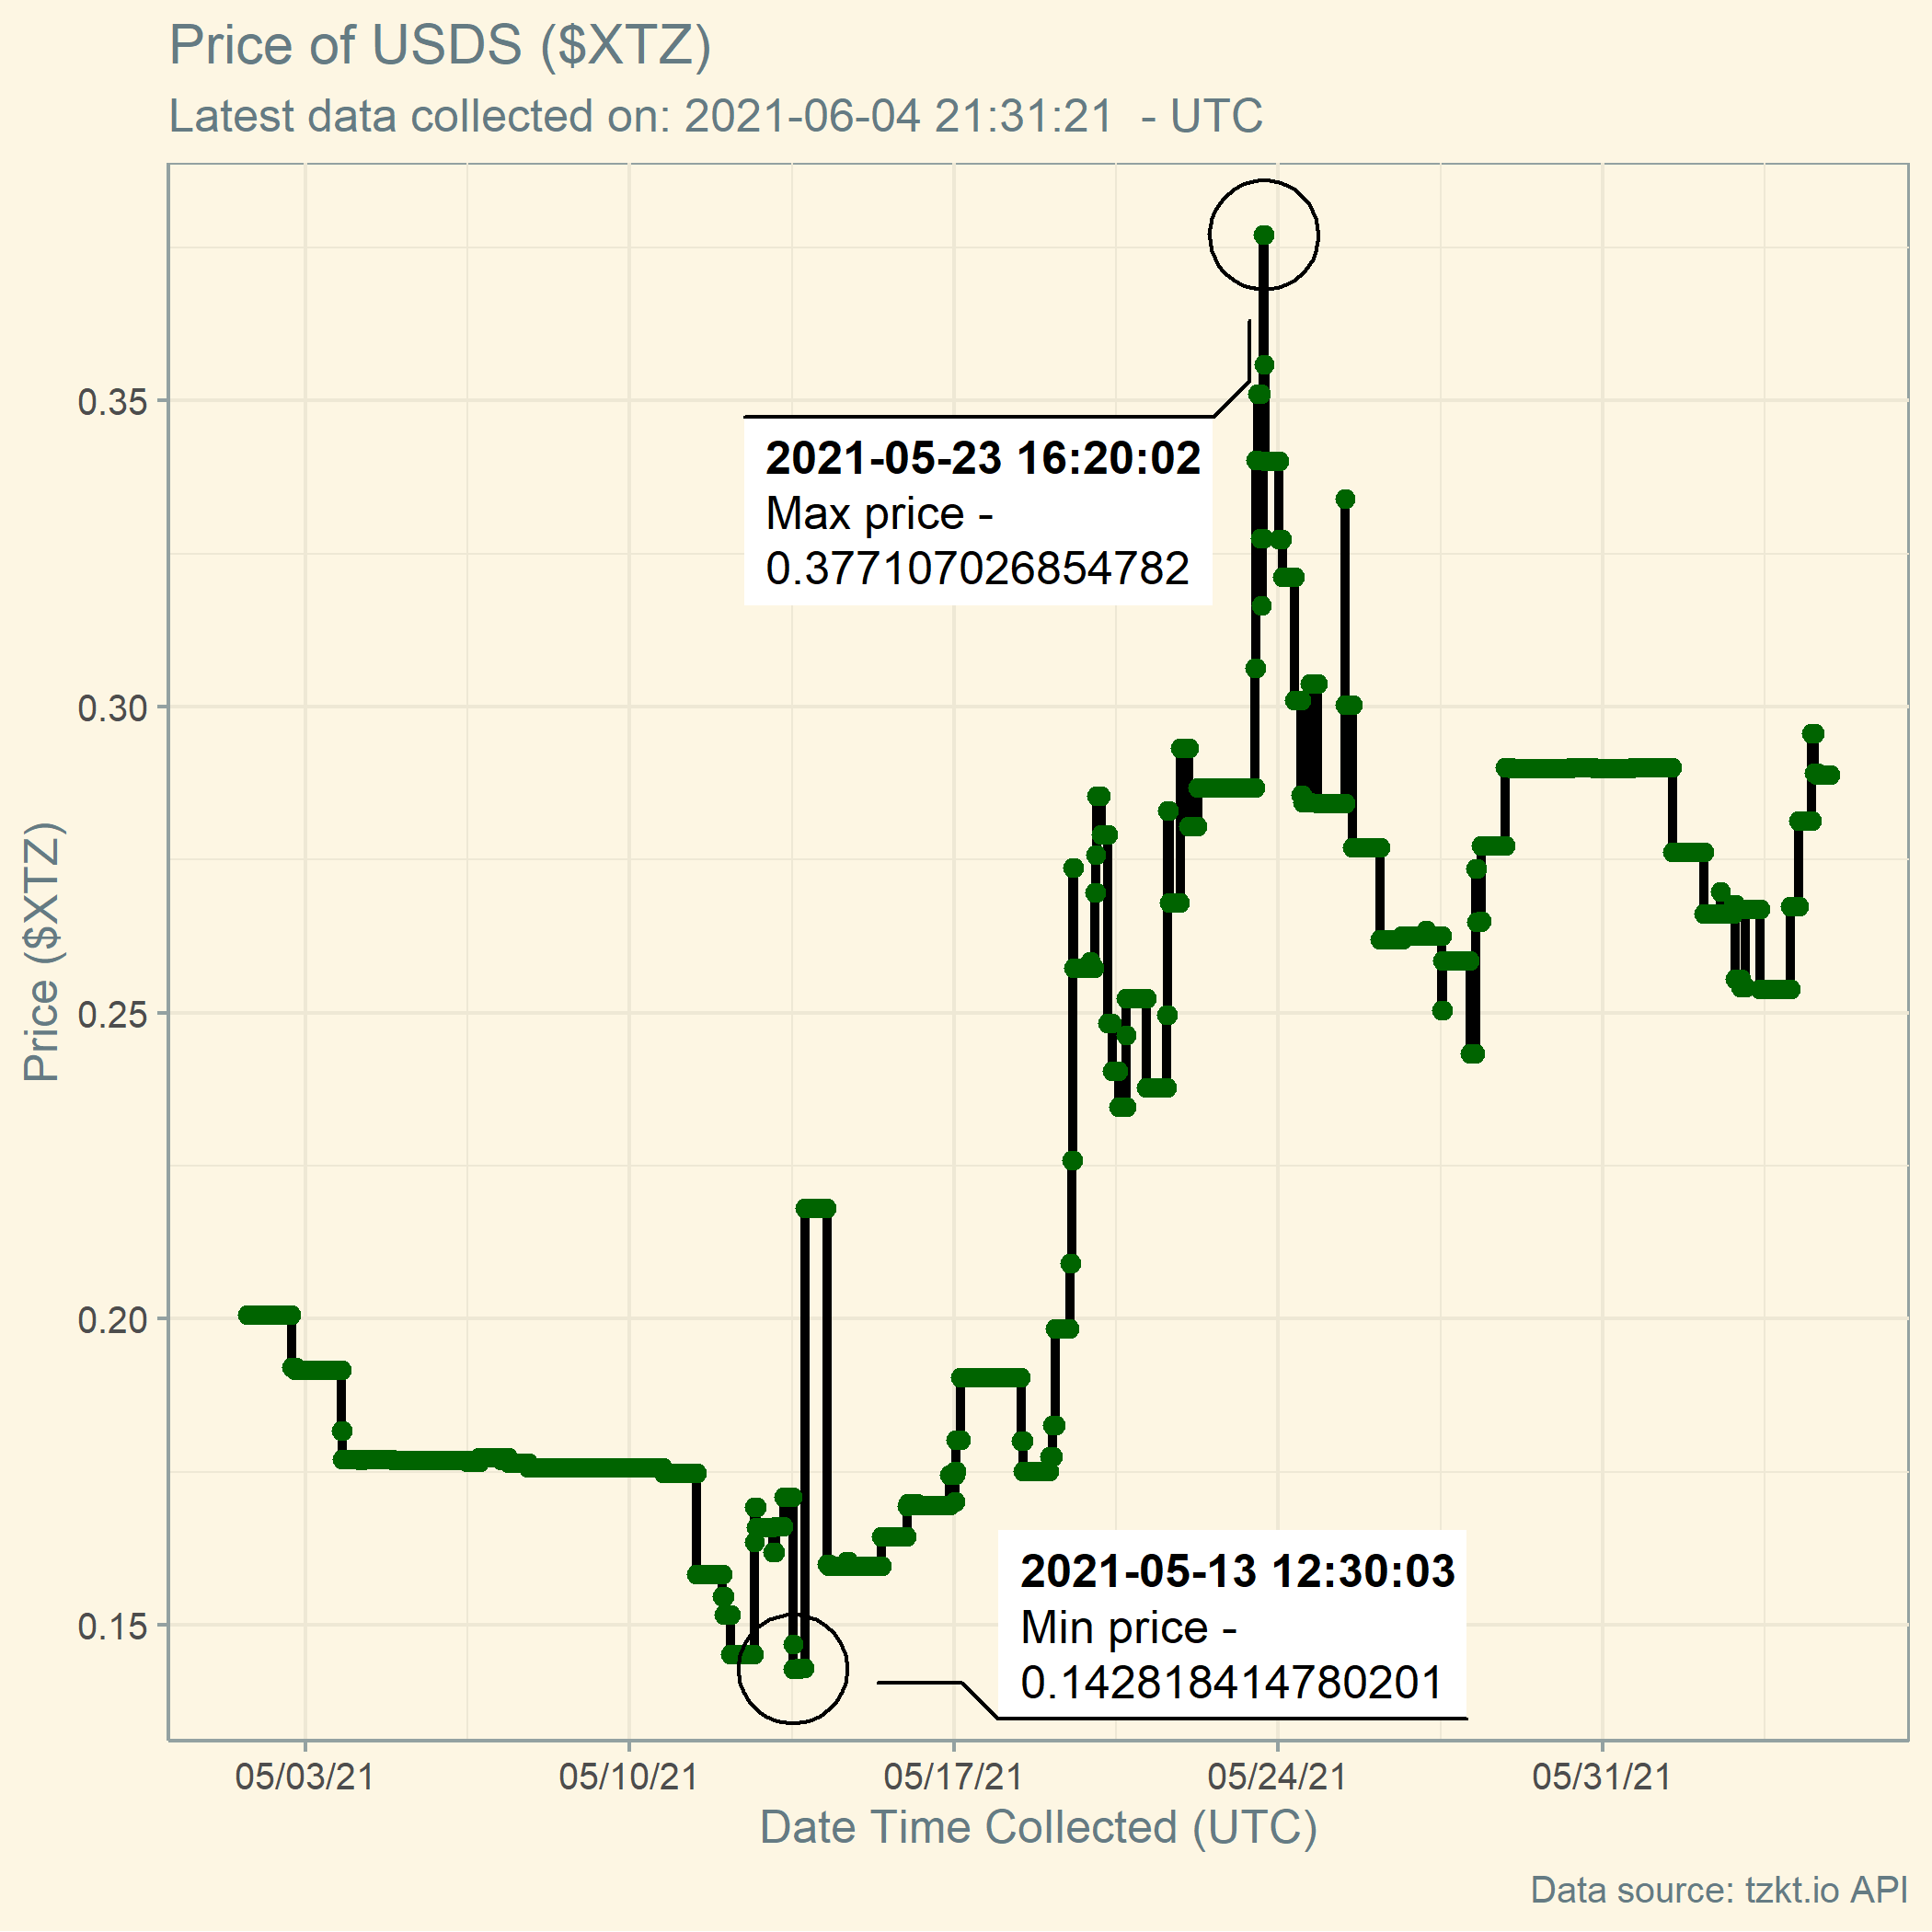 Price of USDS ($XTZ)
Latest data collected on: 2021-06-04 21:31:21  - UTC
Price ($XTZ)
0.35
0.30
0.25
0.20
0.15
2021-05-23 16:20:02
Max price -
0.377107026854782
2021-05-13 12:30:03
Min price -
0.142818414780201
05/03/21
05/10/21
05/17/21
05/24/21
05/31/21
Date Time Collected (UTC)
Data source: tzkt.io API